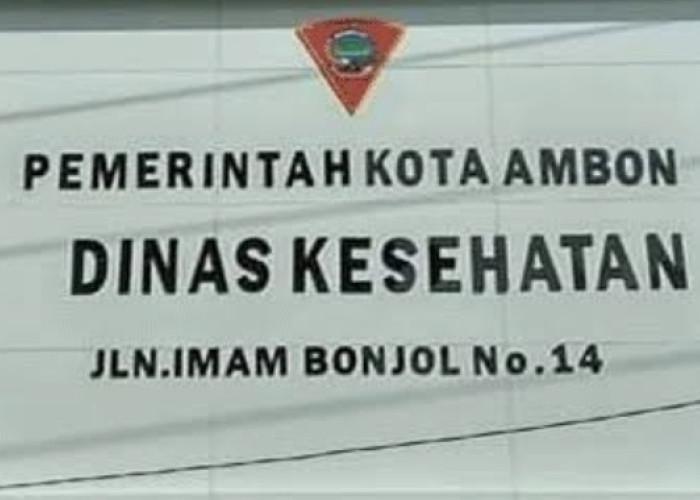 PEMERINTAH KOTA AMBON
DINAS KESEHATAN
JLN.IMAM BONJOL No.14